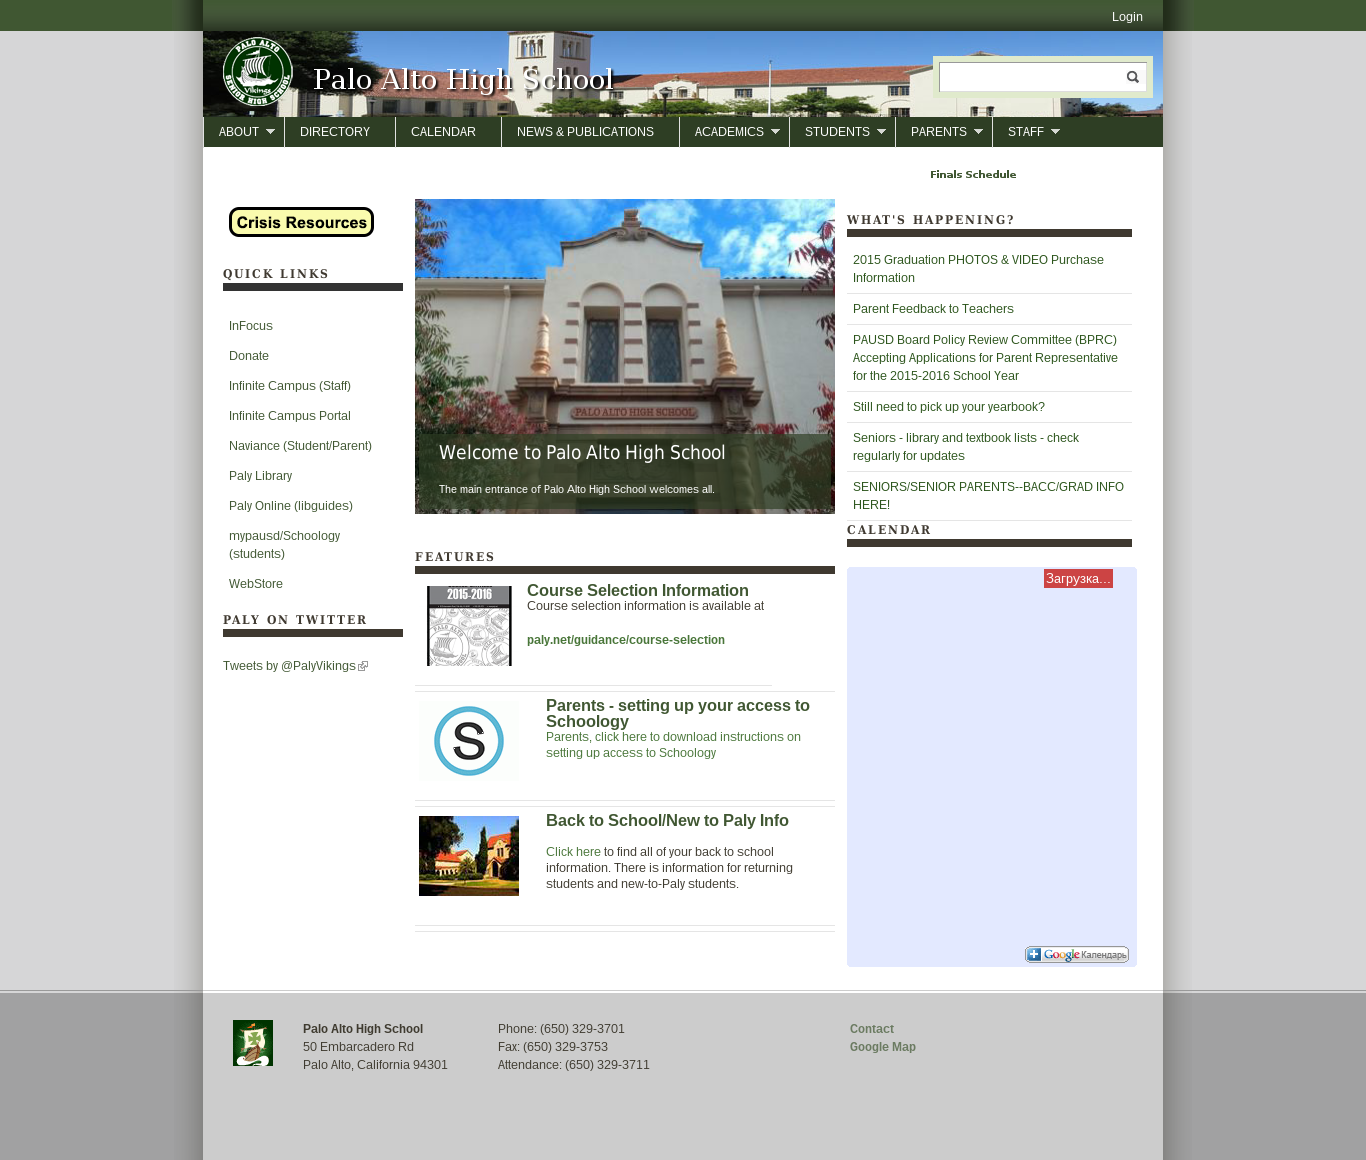 Login
PALO ALTO
Vikings
SENIOR HIGH SCHOOL
Palo Alto High School
ABOUT
DIRECTORY
CALENDAR
NEWS & PUBLICATIONS
ACADEMICS
STUDENTS
PARENTS
STAFF
Finals Schedule
Crisis Resources
QUICK LINKS
InFocus
Donate
Infinite Campus (Staff)
Infinite Campus Portal
Naviance (Student/Parent)
Paly Library
Paly Online (libguides)
mypausd/Schoology
(students)
WebStore
PALY ON TWITTER
Tweets by @PalyVikings
PALO ALTO HIGH SCHOOL
Welcome to Palo Alto High School
The main entrance of Palo Alto High School welcomes all.
FEATURES
2015-2016
Course Selection Information
Course selection information is available at
paly.net/guidance/course-selection
S
Parents - setting up your access to
Schoology
Parents, click here to download instructions on
setting up access to Schoology
Back to School/New to Paly Info
Click here to find all of your back to school
information. There is information for returning
students and new-to-Paly students.
WHAT'S HAPPENING?
2015 Graduation PHOTOS & VIDEO Purchase
Information
Parent Feedback to Teachers
PAUSD Board Policy Review Committee (BPRC)
Accepting Applications for Parent Representative
for the 2015-2016 School Year
Still need to pick up your yearbook?
Seniors - library and textbook lists - check
regularly for updates
SENIORS/SENIOR PARENTS--BACC/GRAD INFO
HERE!
CALENDAR
Загрузка...
Google Календарь
Palo Alto High School
50 Embarcadero Rd
Palo Alto, California 94301
Phone: (650) 329-3701
Fax: (650) 329-3753
Attendance: (650) 329-3711
Contact
Google Map